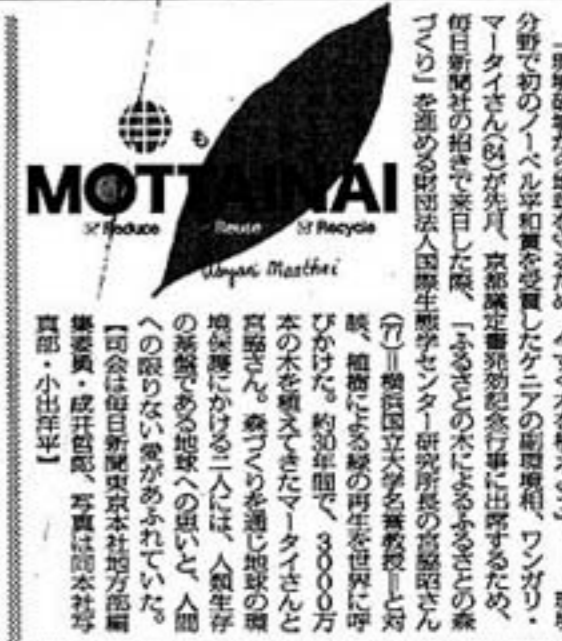 分野で初のノーベル平和賞を受賞したケニアの副環境相、ワンガリ・
マータイさん(64)が先月、京都議定書発効記念行事に出席するため、
毎日新聞社の招きで来日した際、「ふるさとの木によるふるさとの森
づくり」を進める財団法人国際生態学センター研究所長の宮脇昭さん
も
MOTTAINAI
Reduce Reuse Recycle
Wangari Maathai
(77)=横浜国立大学名誉教授=と対
談、植樹による緑の再生を世界に呼
びかけた。約30年間で、3000万
本の木を植えてきたマータイさんと
宮脇さん。森づくりを通じ地球の環
境保護にかける二人には、人類生存
の基盤である地球への思いと、人間
への限りない愛があふれていた。
【司会は毎日新聞東京本社地方部編
集委員・成井哲郎、写真は同本社写
真部・小出洋平】